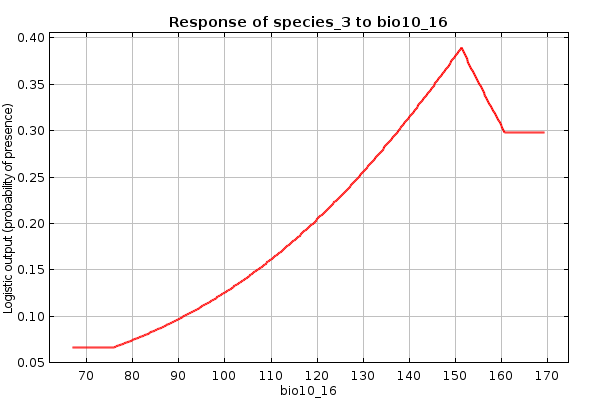 Response of species_3 to bio10_16
0.40
0.35
0.30
0.25
0.20
0.15
0.10
0.05
Logistic output (probability of presence)
70 80 90 100 110 120 130 140 150 160 170
bio10_16